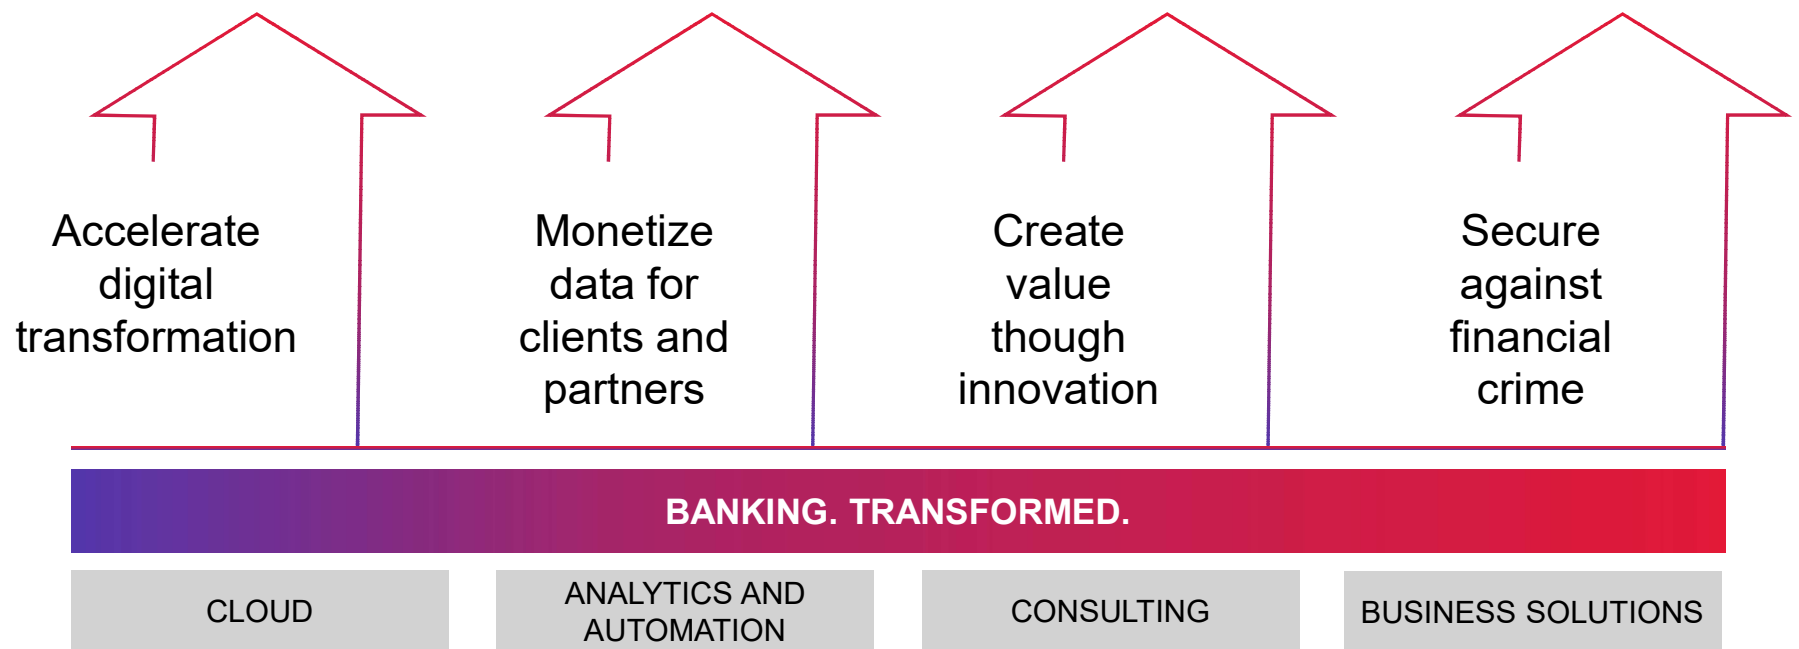 Accelerate
digital
transformation
Monetize
data for
clients and
partners
Create
value
though
innovation
Secure
against
financial
crime
BANKING. TRANSFORMED.
CLOUD
ANALYTICS AND
AUTOMATION
CONSULTING
BUSINESS SOLUTIONS